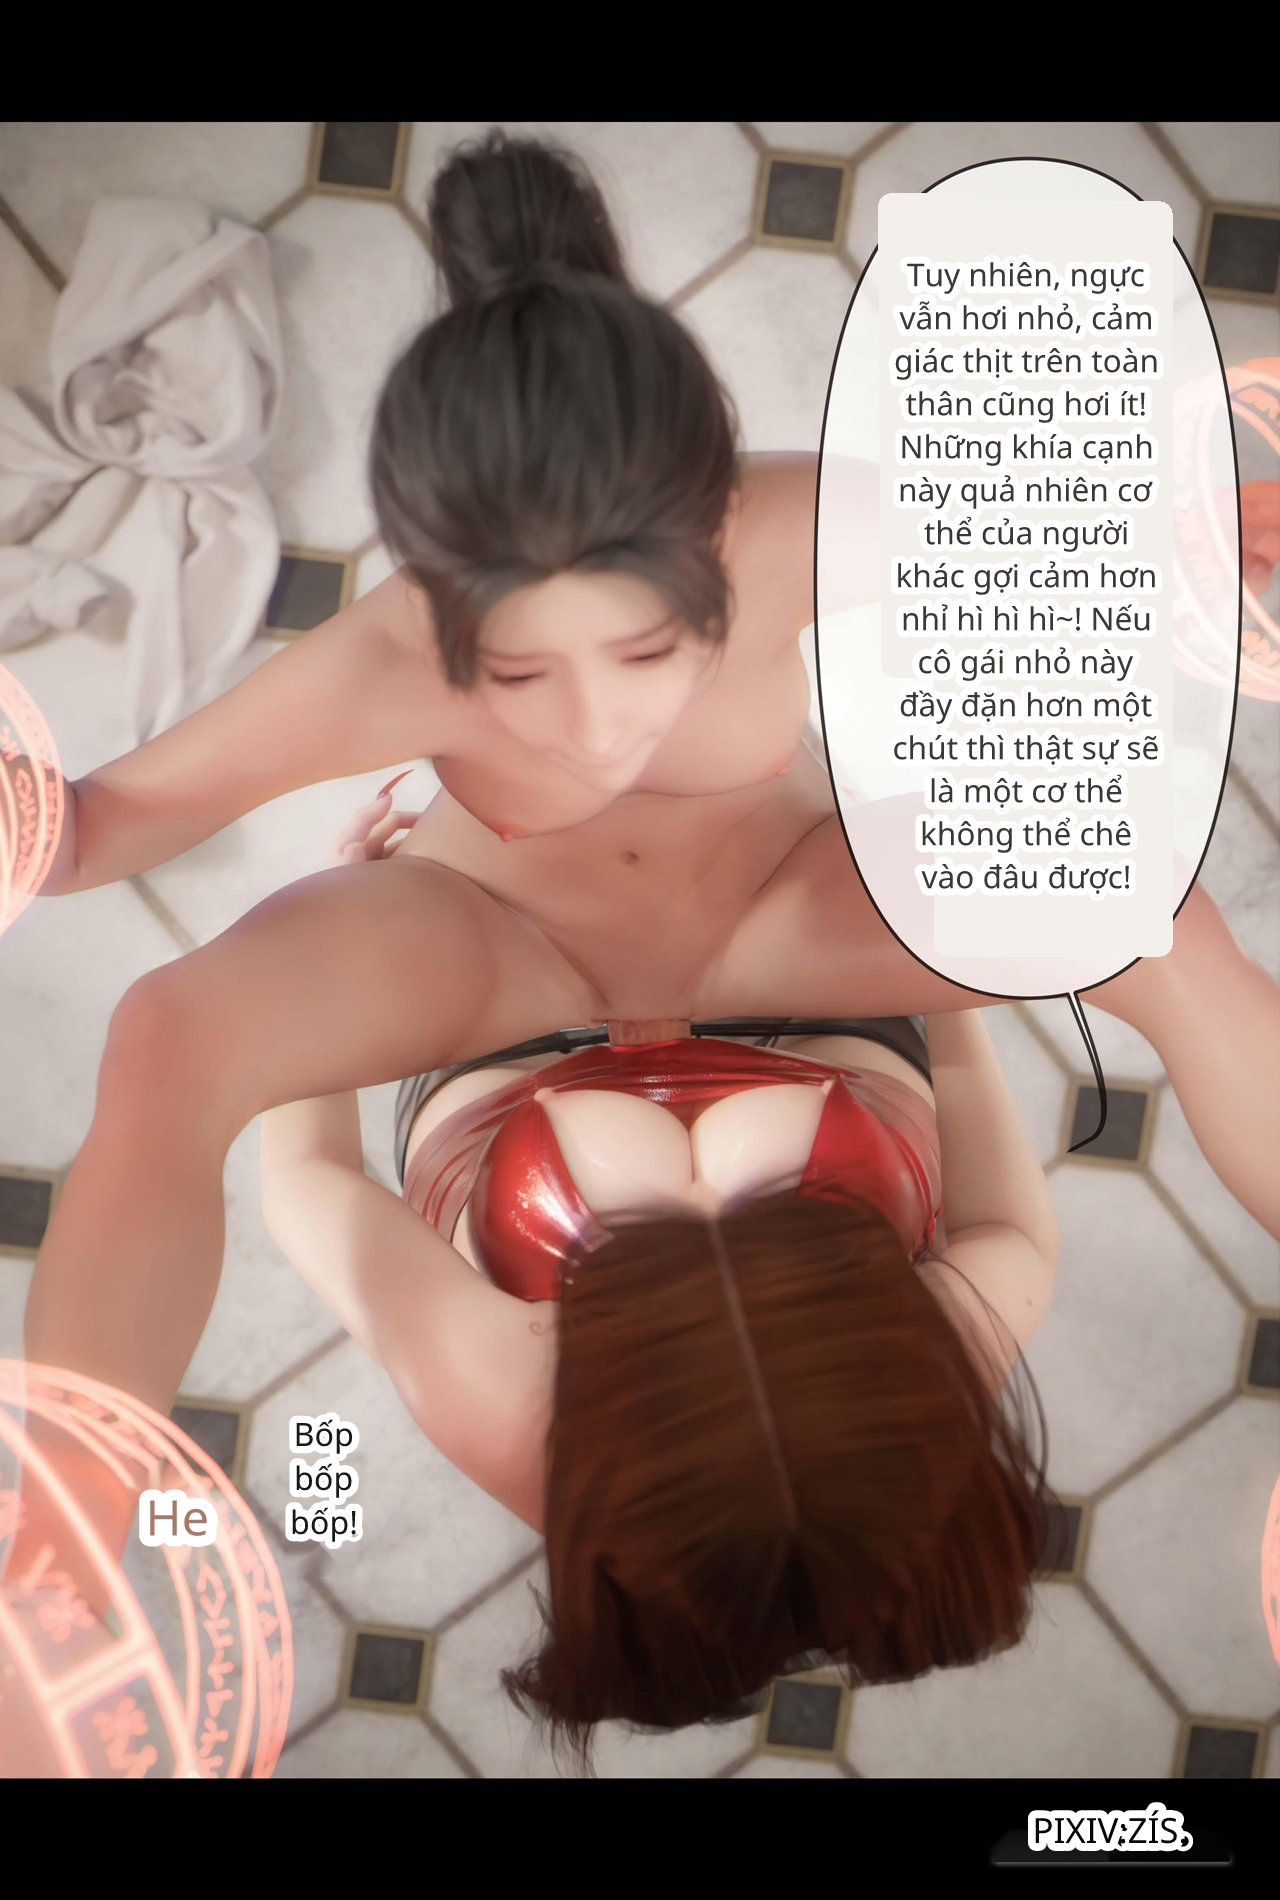 Tuy nhiên, ngực
vẫn hơi nhỏ, cảm
giác thịt trên toàn
thân cũng hơi ít!
Những khía cạnh
này quả nhiên cơ
thể của người
khác gợi cảm hơn
nhỉ hì hì hì~! Nếu
cô gái nhỏ này
đầy đặn hơn một
chút thì thật sự sẽ
là một cơ thể
không thể chê
vào đâu được!
Bốp
bốp
bốp!
He
PIXIV:ZÍS,